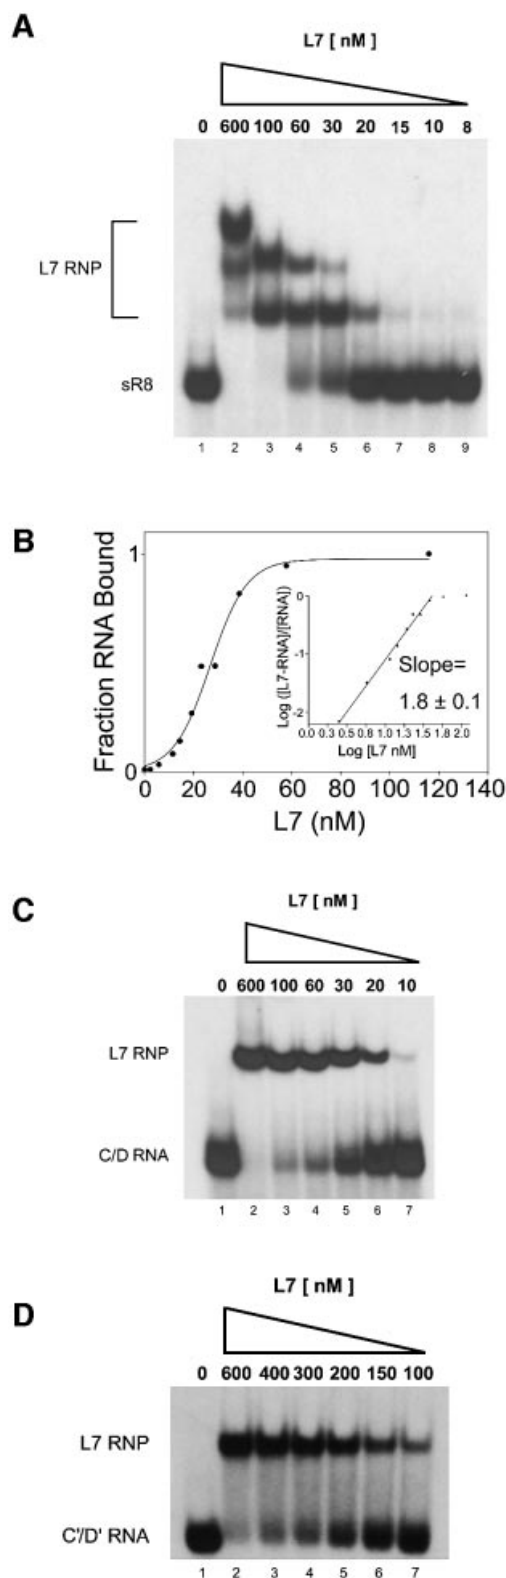 A
L7 [ nM ]
0 600 100 60 30 20 15 10 8
L7 RNP
sR8
1 2 3 4 5 6 7 8 9
B
Fraction RNA Bound
1
0
0 20 40 60 80 100 120 140
L7 (nM)
Log ([L7-RNA]/[RNA])
0
-1
-2
0.0 0.3 0.4 0.6 1.0 1.3 1.5 1.6 2.0 2.1
Log [L7 nM]
Slope=
1.8 ± 0.1
C
L7 [ nM ]
0 600 100 60 30 20 10
L7 RNP
C/D RNA
1 2 3 4 5 6 7
D
L7 [ nM ]
0 600 400 300 200 150 100
L7 RNP
C'/D' RNA
1 2 3 4 5 6 7